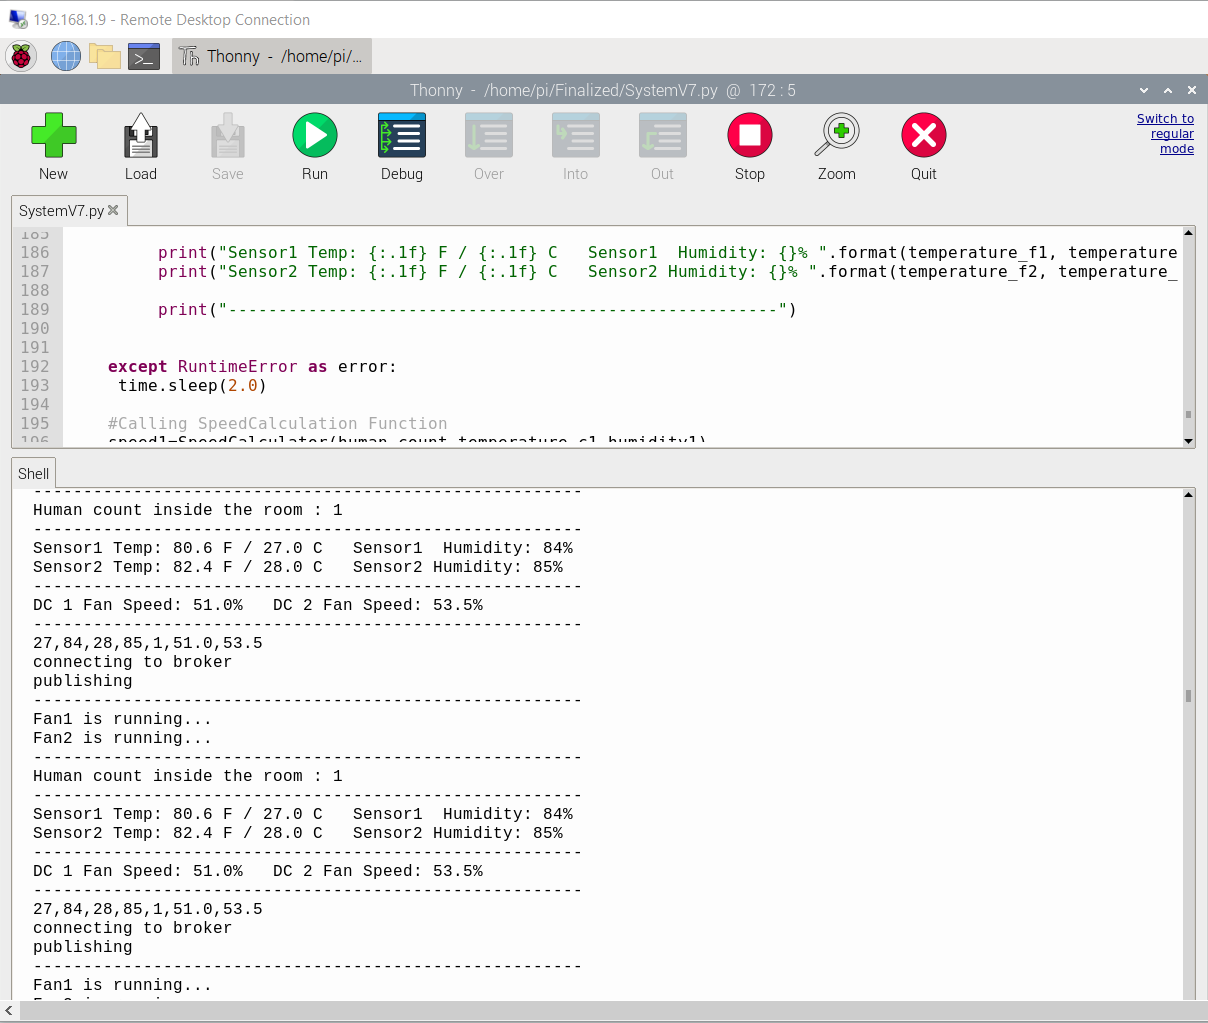 192.168.1.9 - Remote Desktop Connection
Thonny - /home/pi/...
Thonny - /home/pi/Finalized/SystemV7.py @ 172 : 5
New Load Save Run Debug Over Into Out Stop Zoom Quit
Switch to
regular
mode
SystemV7.py
185
186 print("Sensor1 Temp: {:.1f} F / {:.1f} C   Sensor1  Humidity: {}% ".format(temperature_f1, temperature
187 print("Sensor2 Temp: {:.1f} F / {:.1f} C   Sensor2 Humidity: {}% ".format(temperature_f2, temperature_
188
189 print("-------------------------------------------------------")
190
191
192 except RuntimeError as error:
193 time.sleep(2.0)
194
195 #Calling SpeedCalculation Function
196 speed1=SpeedCalculator(human_count,temperature_c1,humidity1)
Shell
-------------------------------------------------------
Human count inside the room : 1
-------------------------------------------------------
Sensor1 Temp: 80.6 F / 27.0 C   Sensor1  Humidity: 84%
Sensor2 Temp: 82.4 F / 28.0 C   Sensor2 Humidity: 85%
-------------------------------------------------------
DC 1 Fan Speed: 51.0%   DC 2 Fan Speed: 53.5%
-------------------------------------------------------
27,84,28,85,1,51.0,53.5
connecting to broker
publishing
-------------------------------------------------------
Fan1 is running...
Fan2 is running...
-------------------------------------------------------
Human count inside the room : 1
-------------------------------------------------------
Sensor1 Temp: 80.6 F / 27.0 C   Sensor1  Humidity: 84%
Sensor2 Temp: 82.4 F / 28.0 C   Sensor2 Humidity: 85%
-------------------------------------------------------
DC 1 Fan Speed: 51.0%   DC 2 Fan Speed: 53.5%
-------------------------------------------------------
27,84,28,85,1,51.0,53.5
connecting to broker
publishing
-------------------------------------------------------
Fan1 is running...